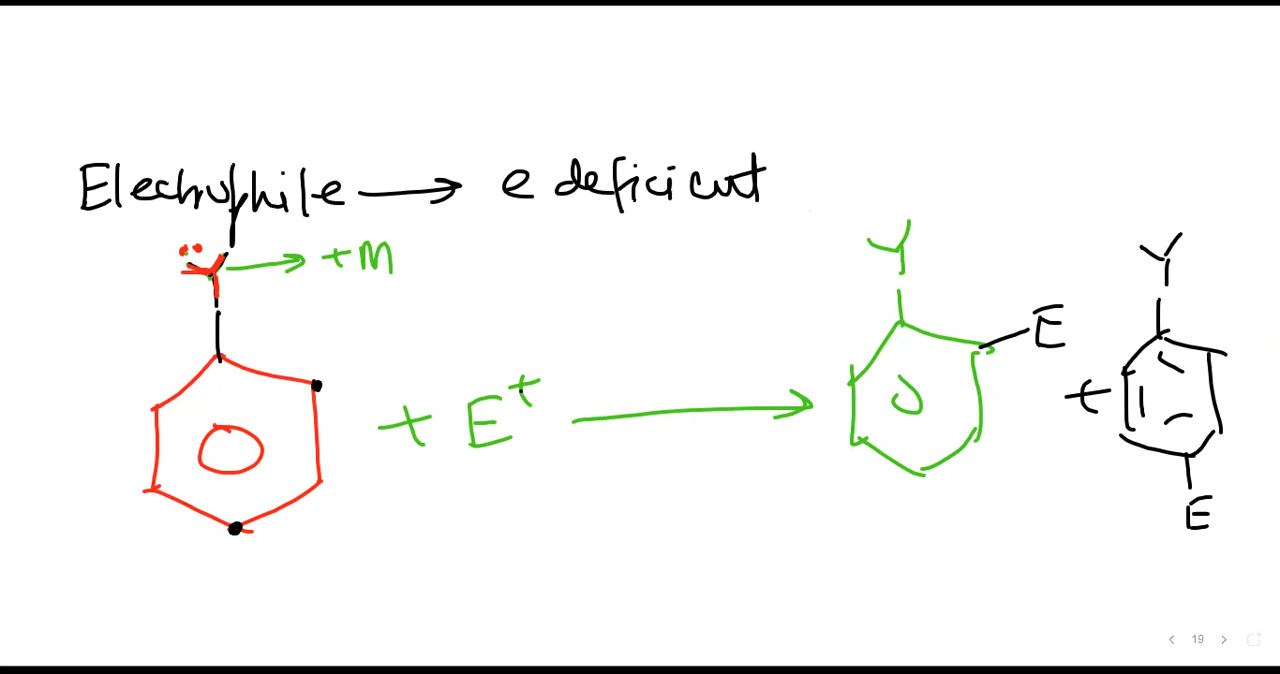 Electrophile → e deficient
Y → +M
+ E+ →
Y
E
+
Y
E
19